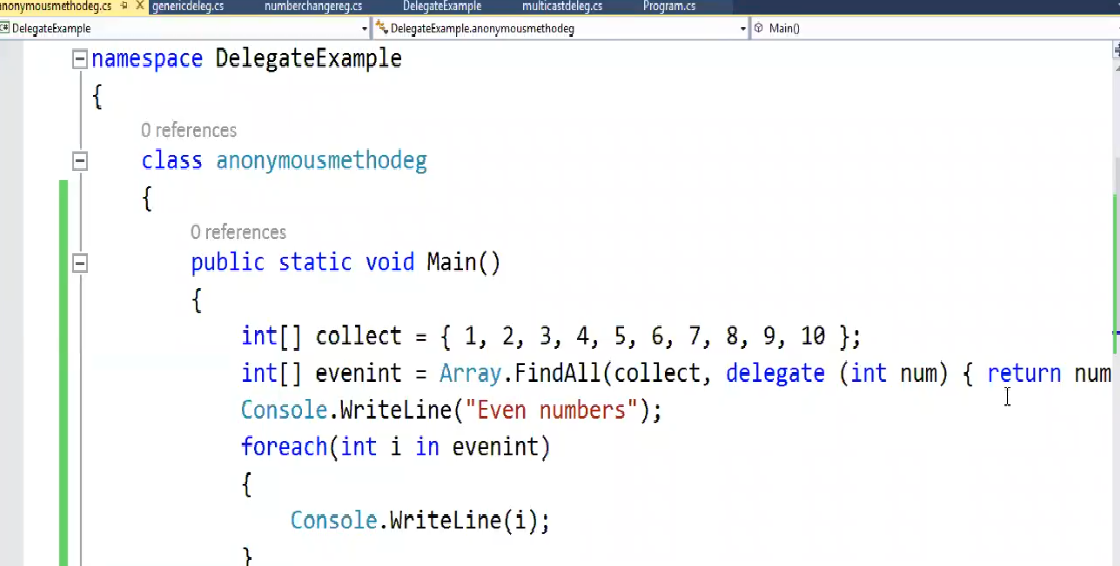 anonymousmethodeg.cs genericdeleg.cs numberchangereg.cs DelegateExample multicastdeleg.cs Program.cs
DelegateExample DelegateExample.anonymousmethodeg Main()
namespace DelegateExample
{
0 references
class anonymousmethodeg
{
0 references
public static void Main()
{
int[] collect = { 1, 2, 3, 4, 5, 6, 7, 8, 9, 10 };
int[] evenint = Array.FindAll(collect, delegate (int num) { return num
Console.WriteLine("Even numbers");
foreach(int i in evenint)
{
Console.WriteLine(i);
}